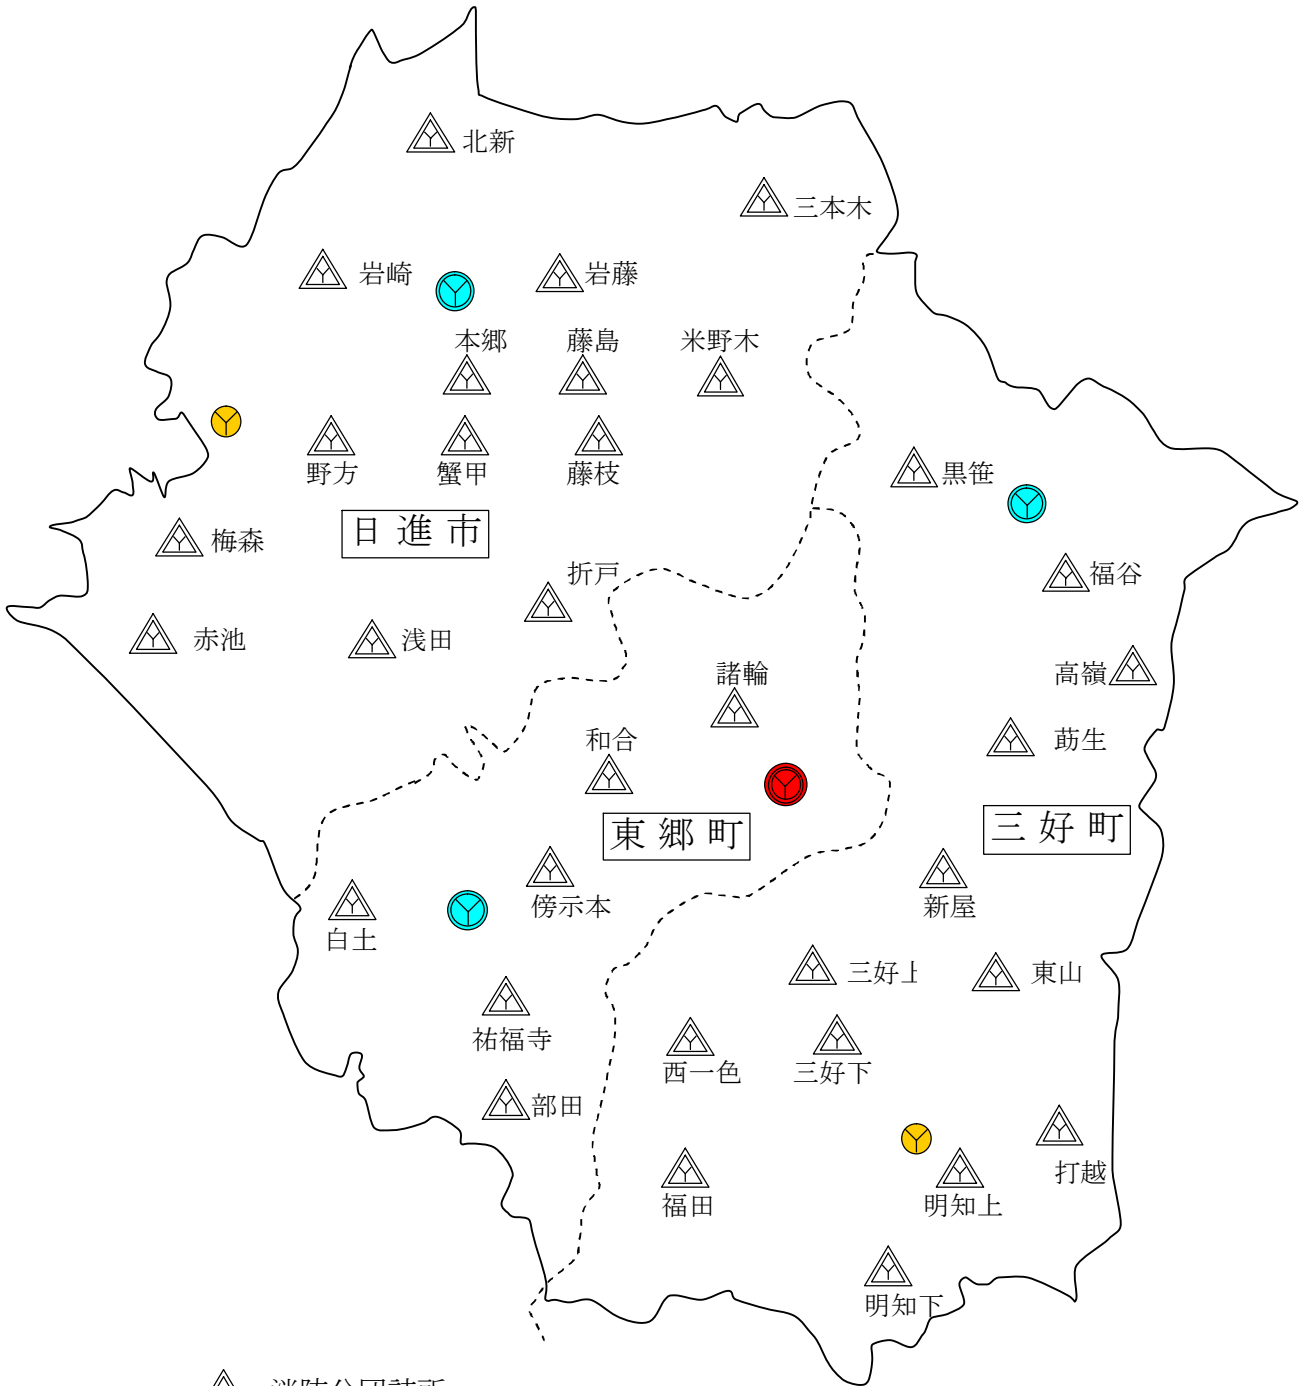 北新
三本木
岩崎
岩藤
本郷
藤島
米野木
野方
蟹甲
藤枝
黒笹
日進市
梅森
折戸
福谷
赤池
浅田
高嶺
諸輪
和合
莇生
東郷町
三好町
傍示本
新屋
白土
三好上
東山
祐福寺
西一色
三好下
部田
打越
福田
明知上
明知下